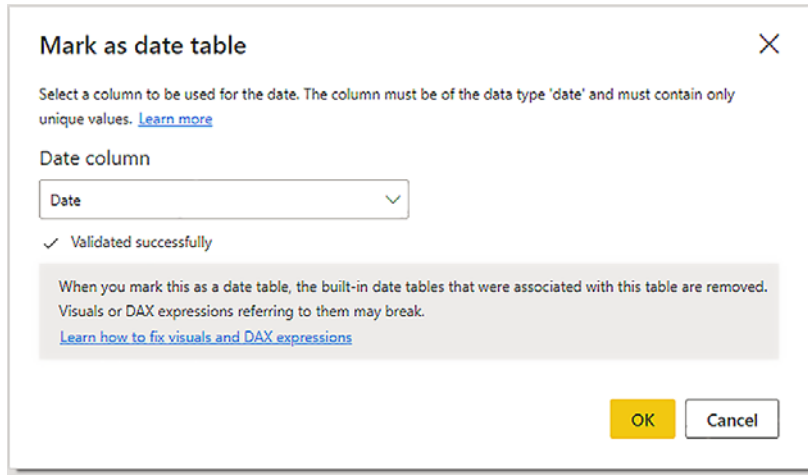 Mark as date table
Select a column to be used for the date. The column must be of the data type 'date' and must contain only
unique values. Learn more
Date column
Date
Validated successfully
When you mark this as a date table, the built-in date tables that were associated with this table are removed.
Visuals or DAX expressions referring to them may break.
Learn how to fix visuals and DAX expressions
OK Cancel